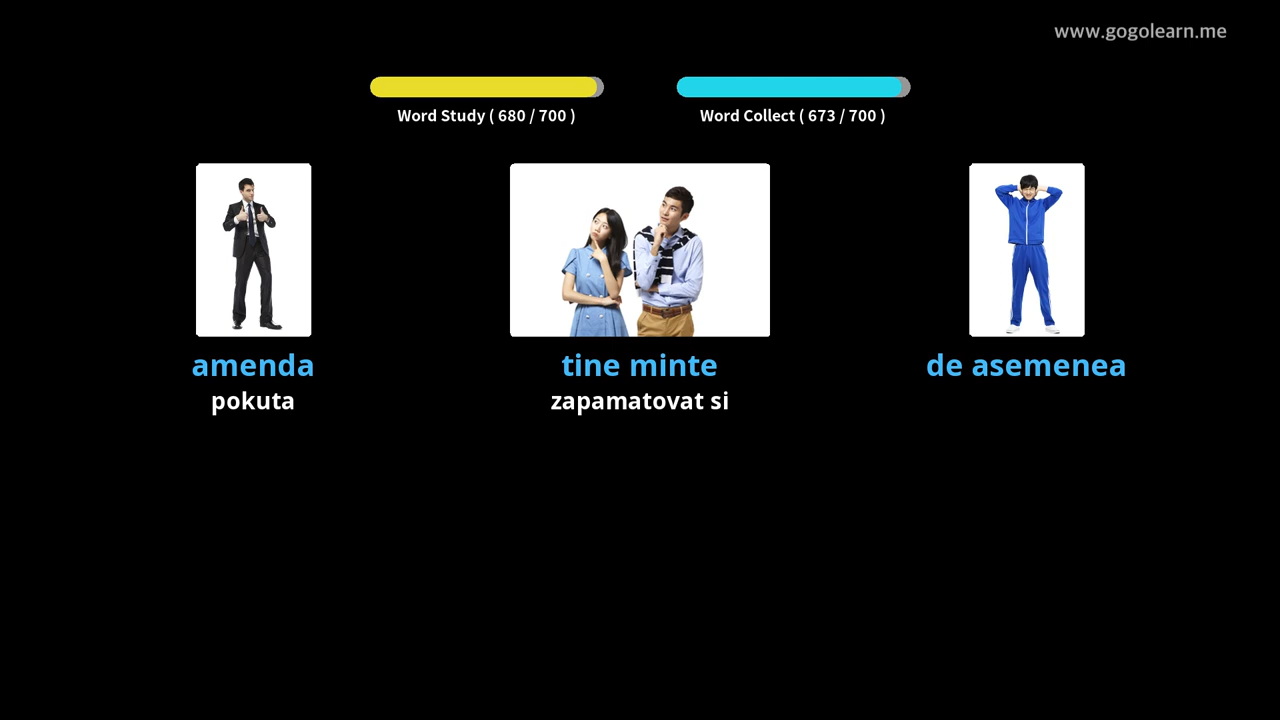 www.gogolearn.me
Word Study ( 680 / 700 )
Word Collect ( 673 / 700 )
amenda
pokuta
tine minte
zapamatovat si
de asemenea